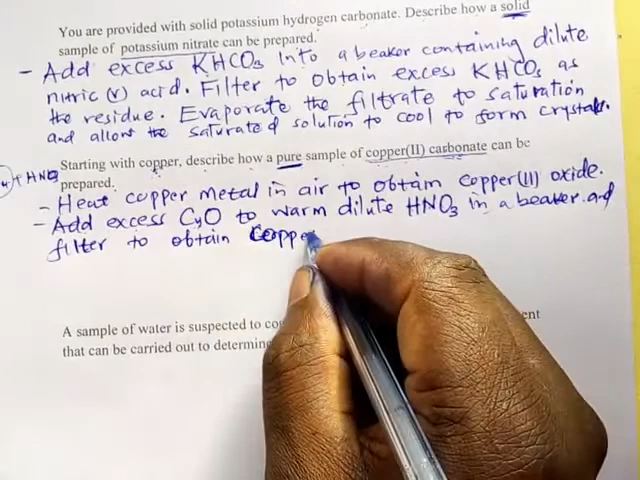 You are provided with solid potassium hydrogen carbonate. Describe how a solid
sample of potassium nitrate can be prepared.
- Add excess KHCO3 into a beaker containing dilute
nitric (v) acid. Filter to obtain excess KHCO3 as
the residue. Evaporate the filtrate to saturation
and allow the saturated solution to cool to form crystals.
Starting with copper, describe how a pure sample of copper(II) carbonate can be
prepared.
- Heat copper metal in air to obtain copper(II) oxide.
- Add excess CuO to warm dilute HNO3 in a beaker and
filter to obtain Coppe
A sample of water is suspected to
that can be carried out to determin